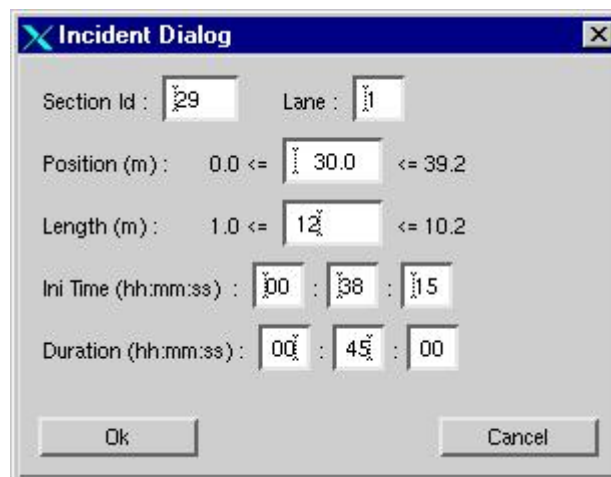 Incident Dialog
Section Id : 29 Lane : 1
Position (m) : 0.0 <= 30.0 <= 39.2
Length (m) : 1.0 <= 12 <= 10.2
Ini Time (hh:mm:ss) : 00 : 38 : 15
Duration (hh:mm:ss) : 00 : 45 : 00
Ok Cancel